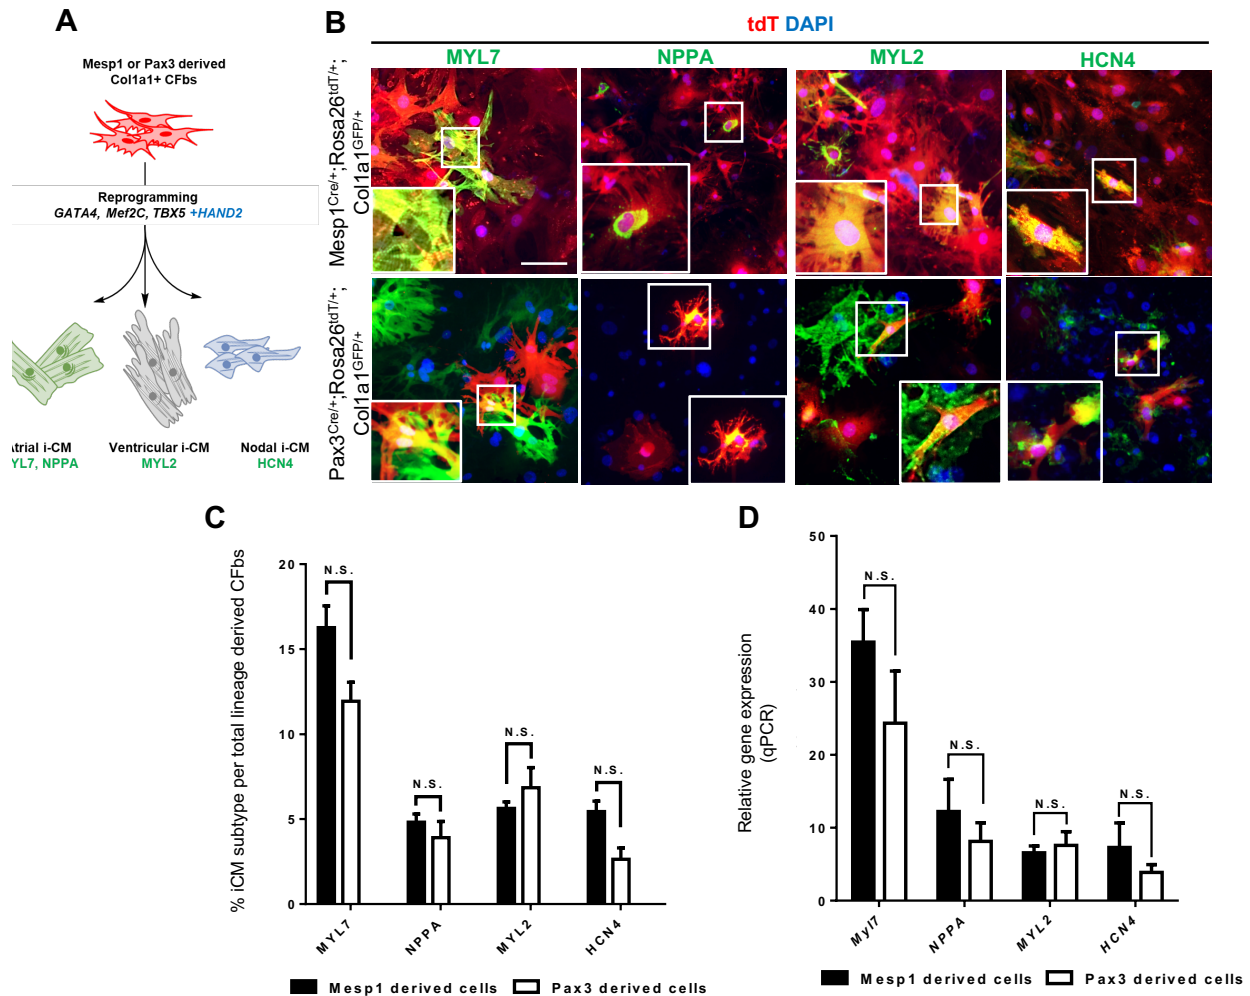 A
Mesp1 or Pax3 derived
Col1a1+ CFbs
Reprogramming
GATA4, Mef2C, TBX5 +HAND2
trial i-CM
YL7, NPPA
Ventricular i-CM
MYL2
Nodal i-CM
HCN4
B
tdT DAPI
MYL7 NPPA MYL2 HCN4
Mesp1Cre/+;Rosa26tdT/+;
Col1a1GFP/+
Pax3Cre/+;Rosa26tdT/+;
Col1a1GFP/+
C
% iCM subtype per total lineage derived CFbs
20
15
10
5
0
N.S.
N.S.
N.S.
N.S.
MYL7
NPPA
MYL2
HCN4
Mesp1 derived cells Pax3 derived cells
D
Relative gene expression
(qPCR)
50
40
30
20
10
0
N.S.
N.S.
N.S.
N.S.
Myl7
NPPA
MYL2
HCN4
Mesp1 derived cells Pax3 derived cells